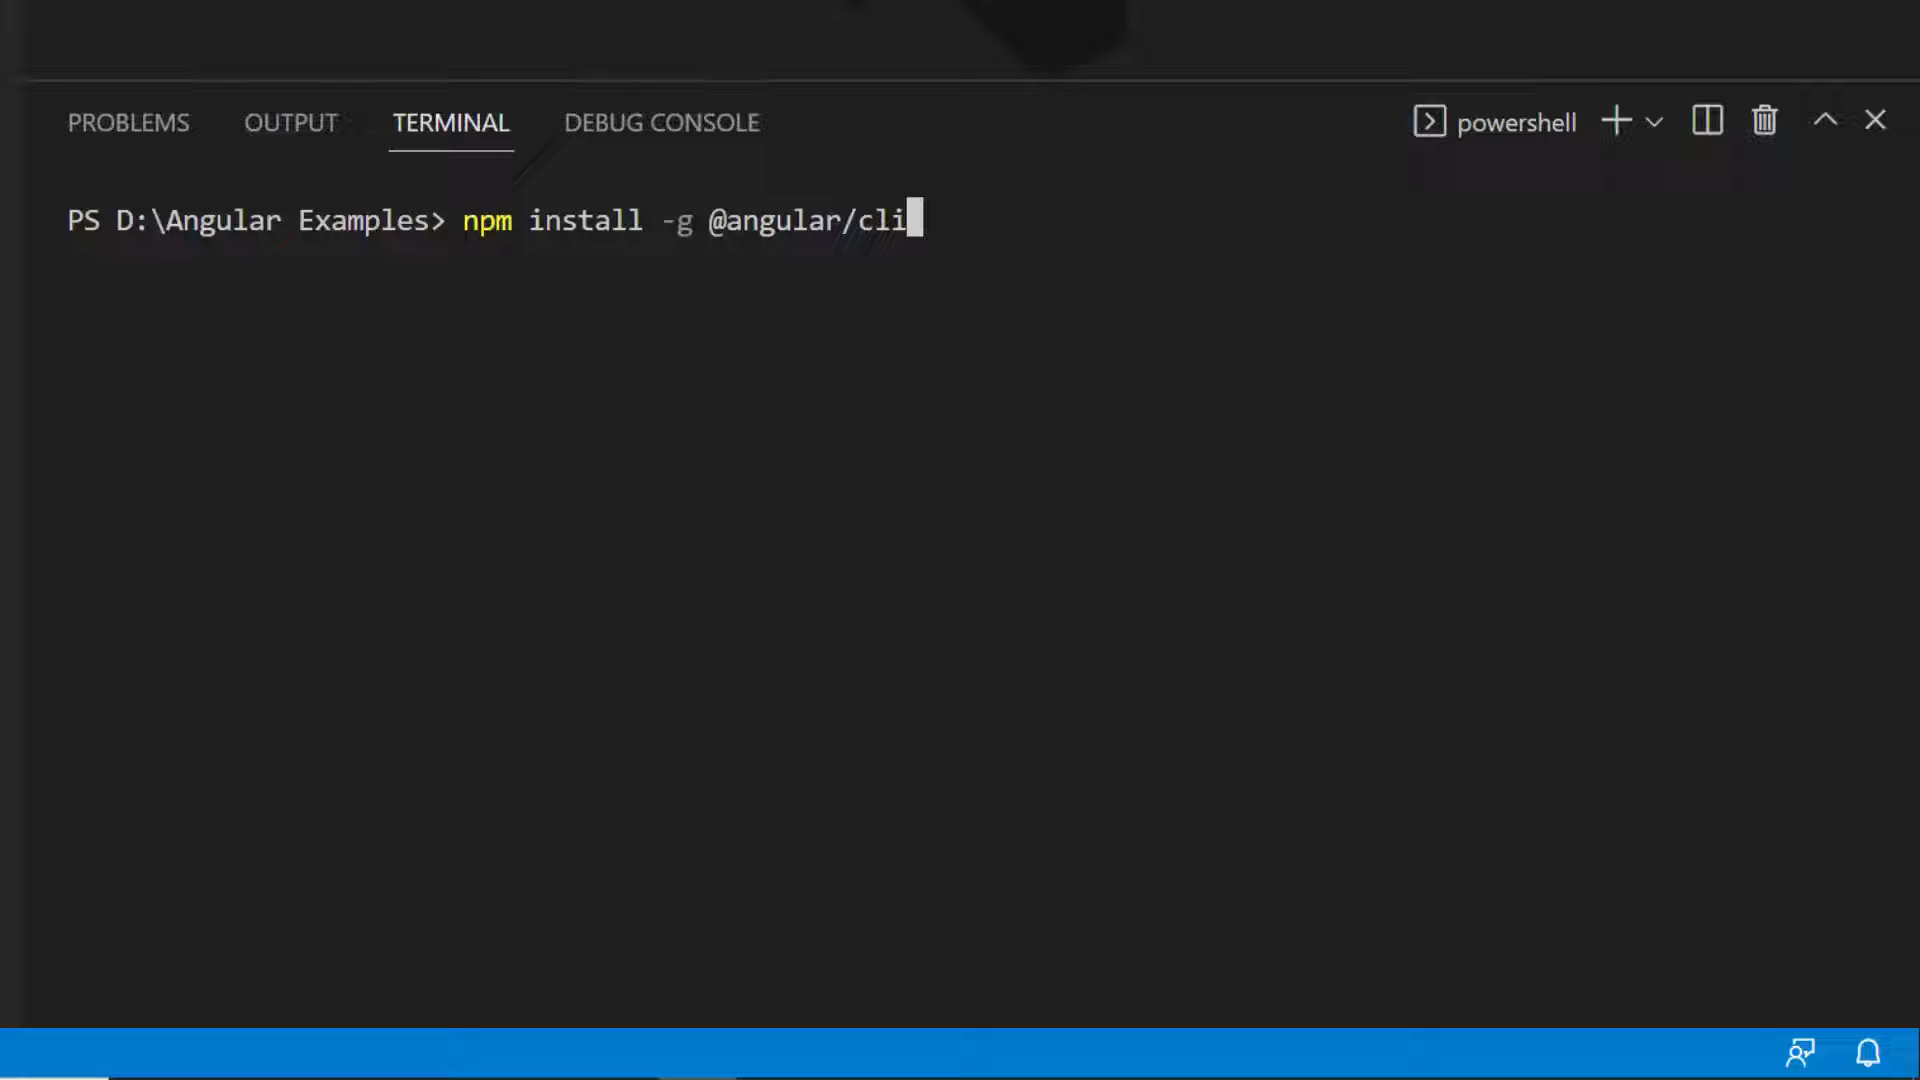 PROBLEMS OUTPUT TERMINAL DEBUG CONSOLE powershell
PS D:\Angular Examples> npm install -g @angular/cli